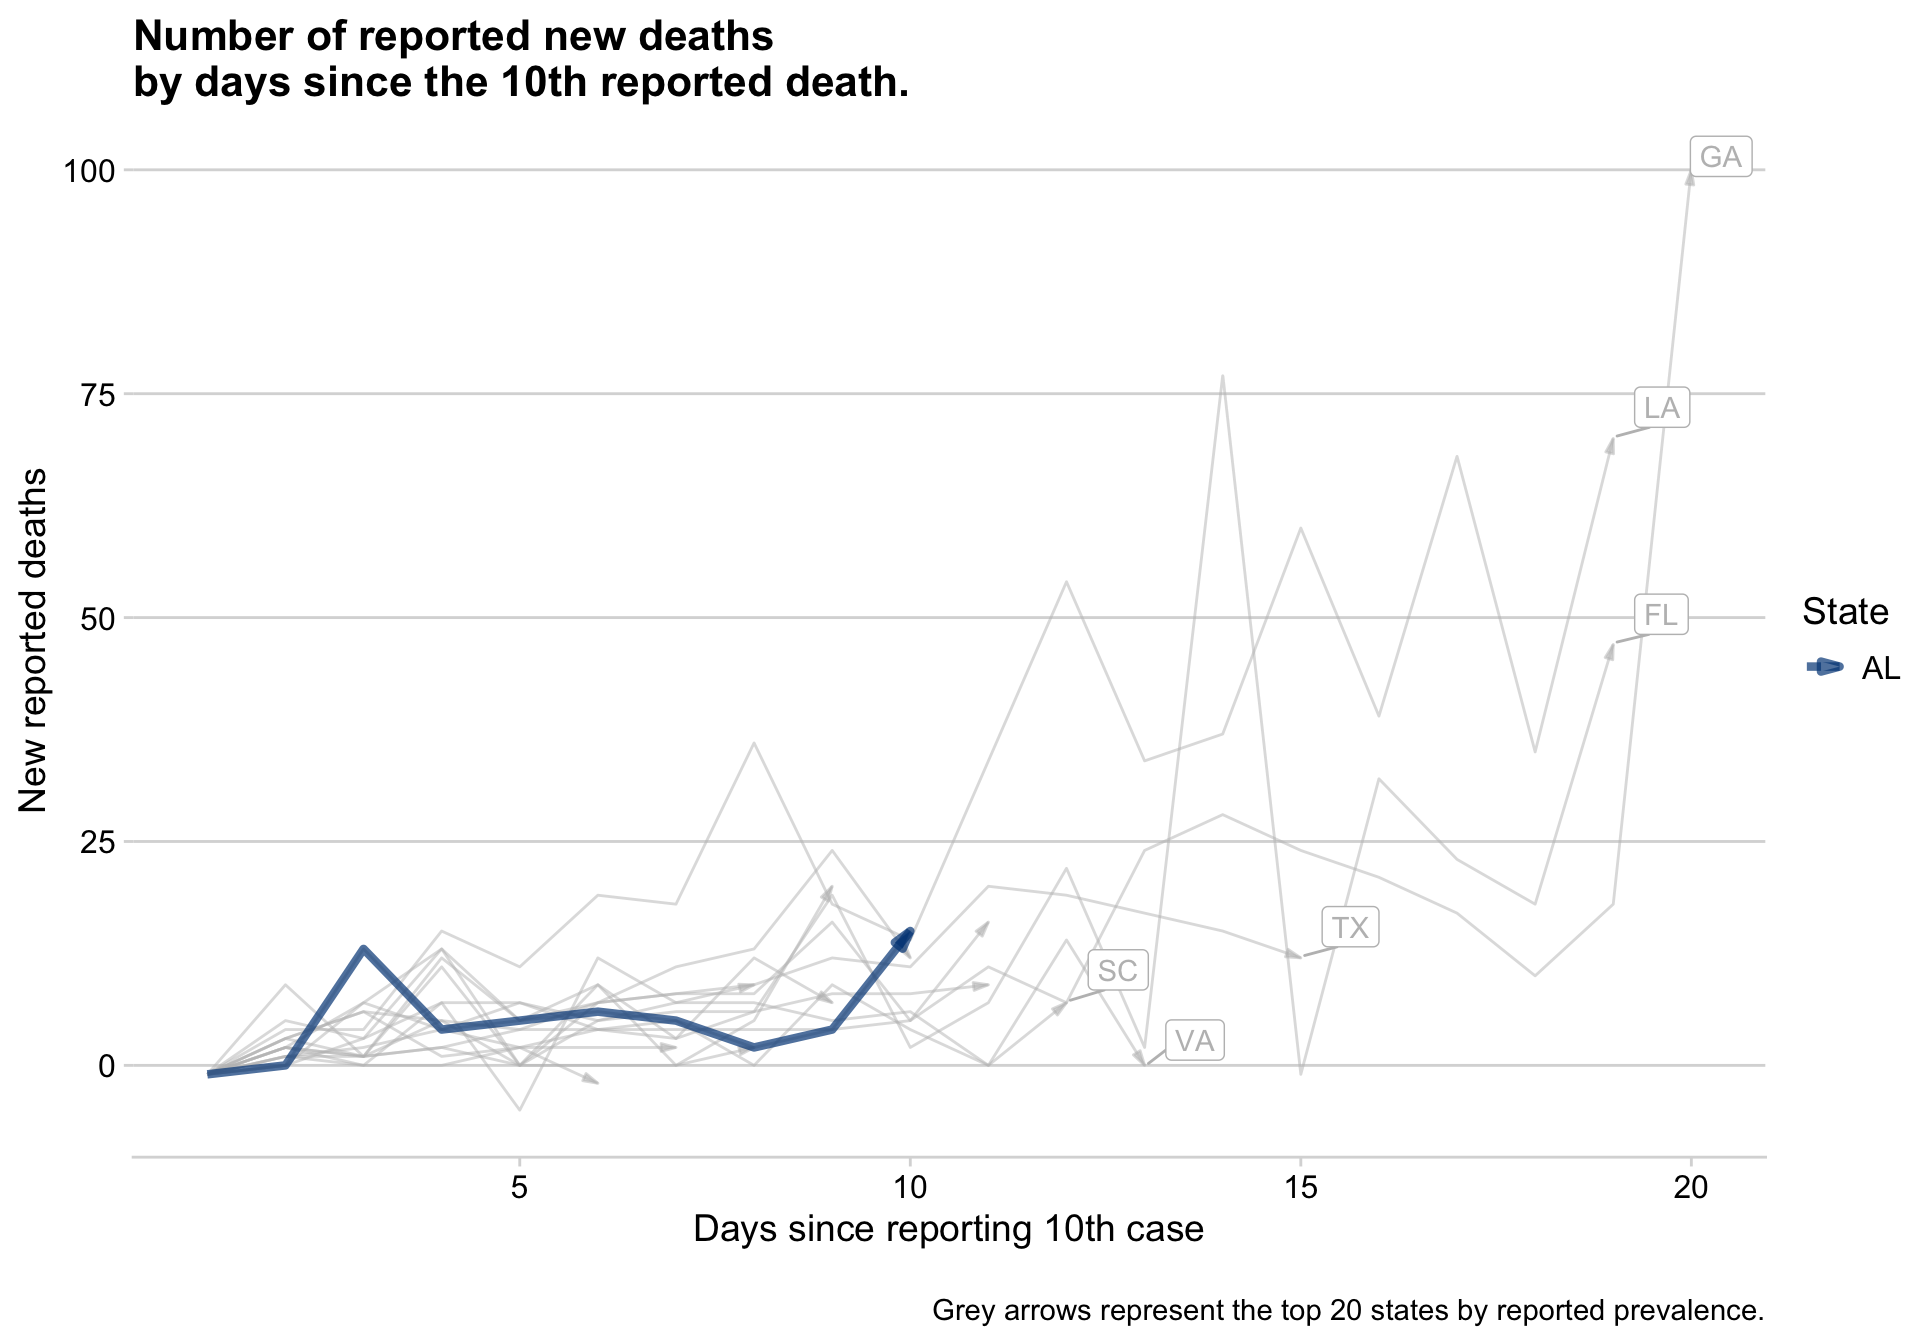 Number of reported new deaths
by days since the 10th reported death.
New reported deaths
100
75
50
25
0
GA
LA
FL
TX
SC
VA
State
AL
5
10
15
20
Days since reporting 10th case
Grey arrows represent the top 20 states by reported prevalence.